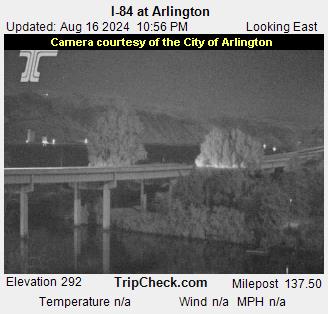 I-84 at Arlington
Updated: Aug 16 2024 10:56 PM Looking East
Camera courtesy of the City of Arlington
Elevation 292 TripCheck.com Milepost 137.50
Temperature n/a Wind n/a MPH n/a